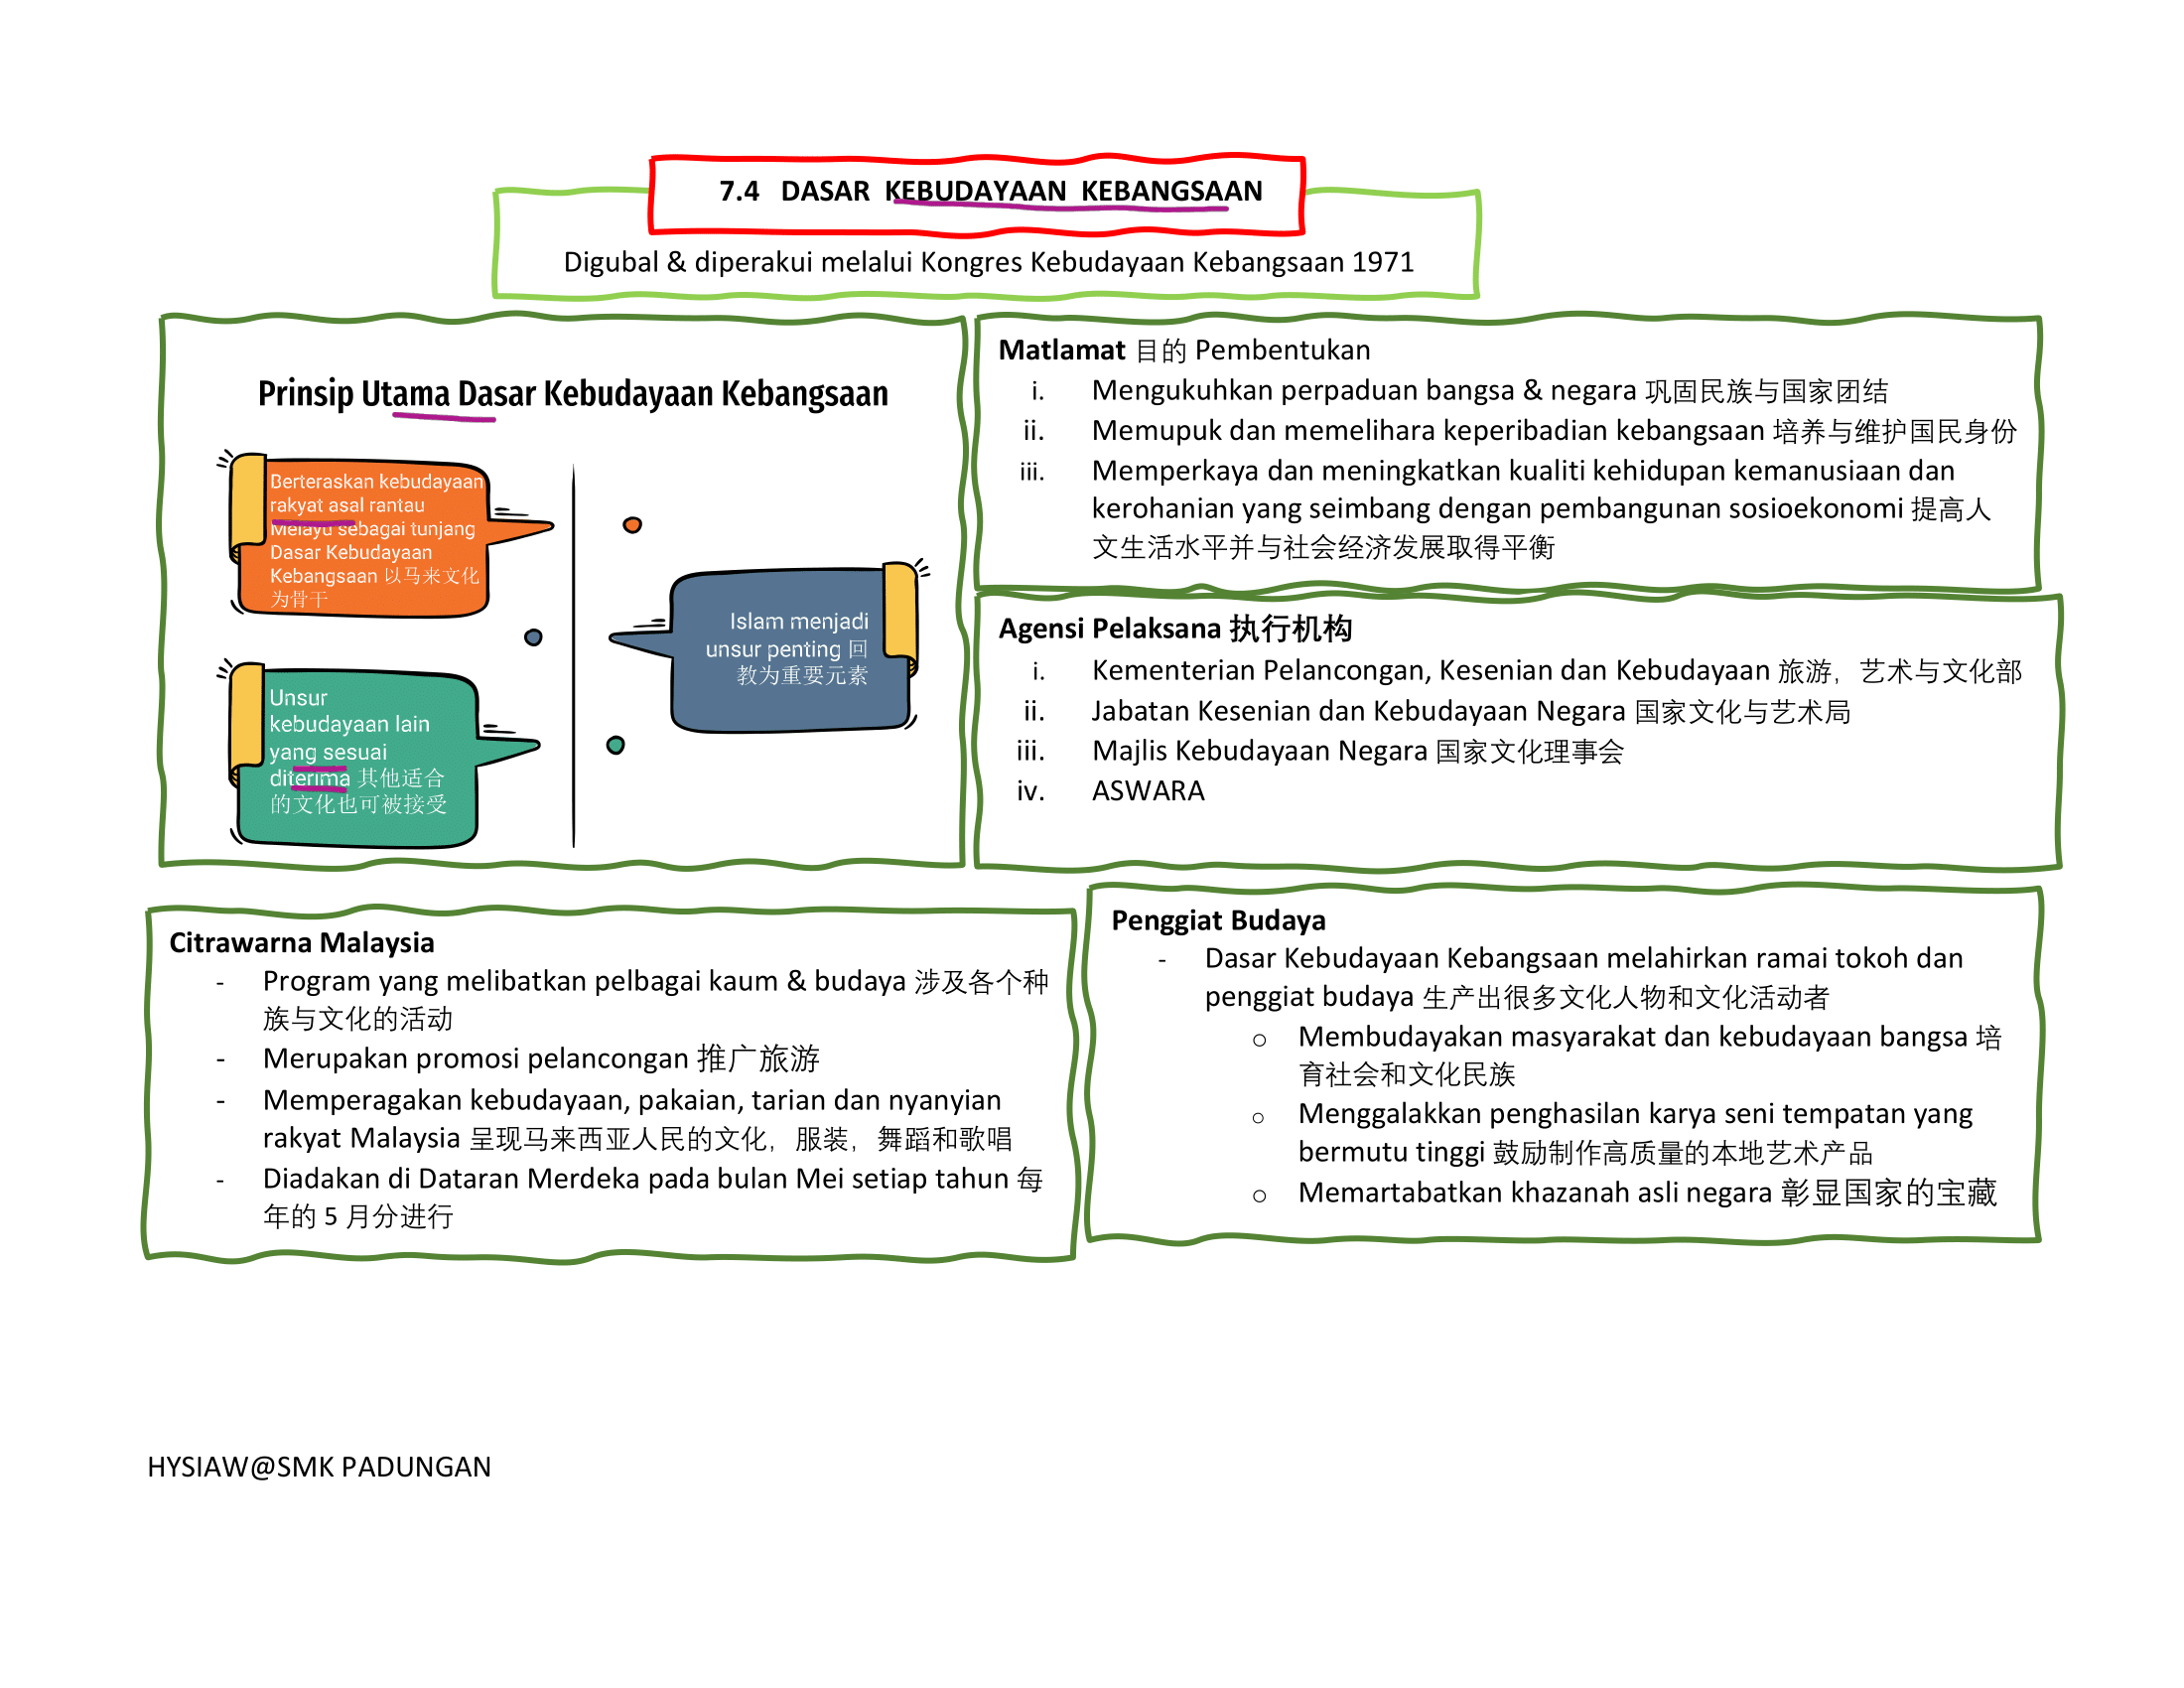 7.4 DASAR KEBUDAYAAN KEBANGSAAN
Digubal & diperakui melalui Kongres Kebudayaan Kebangsaan 1971
Prinsip Utama Dasar Kebudayaan Kebangsaan
Berteraskan kebudayaan
rakyat asal rantau
Melayu sebagai tunjang
Dasar Kebudayaan
Kebangsaan 以马来文化
为骨干
Islam menjadi
unsur penting 回
教为重要元素
Unsur
kebudayaan lain
yang sesuai
diterima 其他适合
的文化也可被接受
Matlamat 目的 Pembentukan
i. Mengukuhkan perpaduan bangsa & negara 巩固民族与国家团结
ii. Memupuk dan memelihara keperibadian kebangsaan 培养与维护国民身份
iii. Memperkaya dan meningkatkan kualiti kehidupan kemanusiaan dan
kerohanian yang seimbang dengan pembangunan sosioekonomi 提高人
文生活水平并与社会经济发展取得平衡
Agensi Pelaksana 执行机构
i. Kementerian Pelancongan, Kesenian dan Kebudayaan 旅游，艺术与文化部
ii. Jabatan Kesenian dan Kebudayaan Negara 国家文化与艺术局
iii. Majlis Kebudayaan Negara 国家文化理事会
iv. ASWARA
Citrawarna Malaysia
- Program yang melibatkan pelbagai kaum & budaya 涉及各个种
族与文化的活动
- Merupakan promosi pelancongan 推广旅游
- Memperagakan kebudayaan, pakaian, tarian dan nyanyian
rakyat Malaysia 呈现马来西亚人民的文化，服装，舞蹈和歌唱
- Diadakan di Dataran Merdeka pada bulan Mei setiap tahun 每
年的 5 月分进行
Penggiat Budaya
- Dasar Kebudayaan Kebangsaan melahirkan ramai tokoh dan
penggiat budaya 生产出很多文化人物和文化活动者
o Membudayakan masyarakat dan kebudayaan bangsa 培
育社会和文化民族
o Menggalakkan penghasilan karya seni tempatan yang
bermutu tinggi 鼓励制作高质量的本地艺术产品
o Memartabatkan khazanah asli negara 彰显国家的宝藏
HYSIAW@SMK PADUNGAN